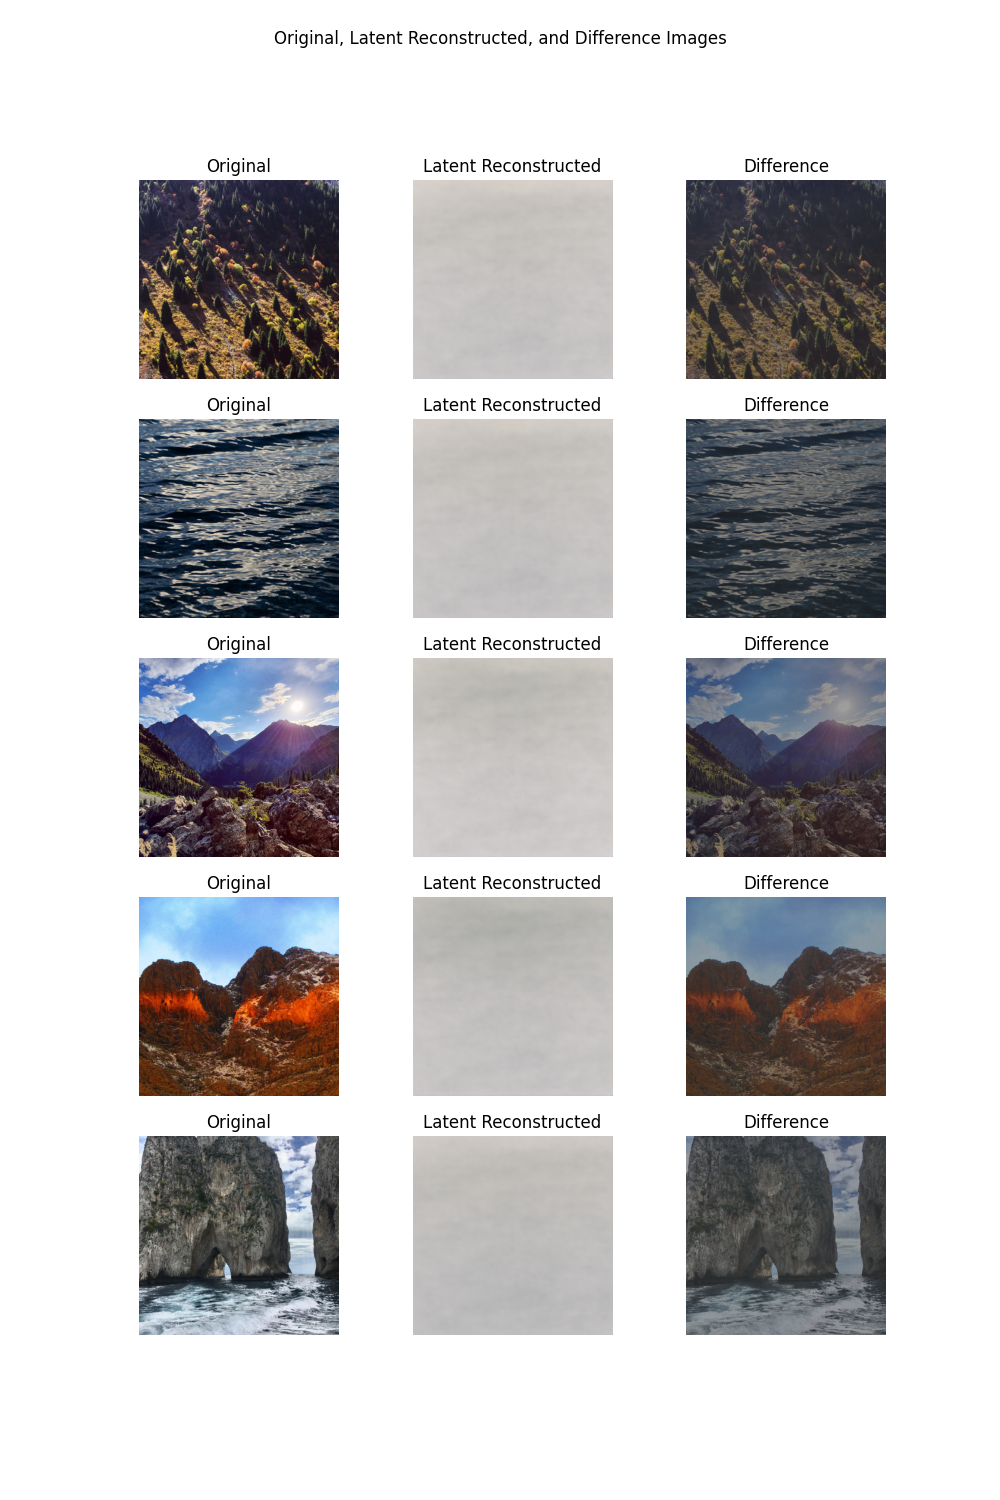 Original, Latent Reconstructed, and Difference Images
Original Latent Reconstructed Difference
Original Latent Reconstructed Difference
Original Latent Reconstructed Difference
Original Latent Reconstructed Difference
Original Latent Reconstructed Difference